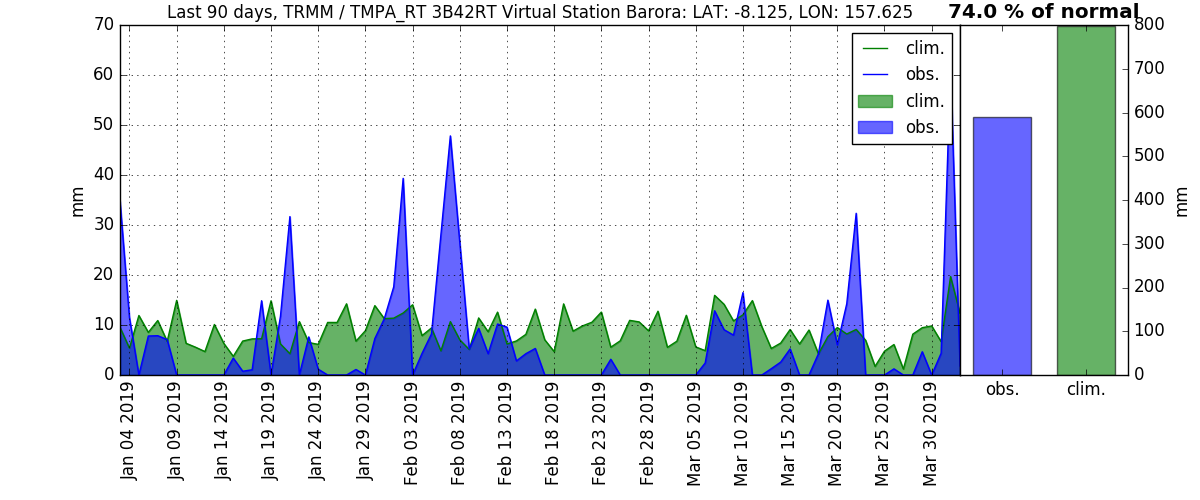 Last 90 days, TRMM / TMPA_RT 3B42RT Virtual Station Barora: LAT: -8.125, LON: 157.625
74.0 % of normal
70
60
50
40
30
20
10
0
mm
clim.
obs.
clim.
obs.
Jan 04 2019
Jan 09 2019
Jan 14 2019
Jan 19 2019
Jan 24 2019
Jan 29 2019
Feb 03 2019
Feb 08 2019
Feb 13 2019
Feb 18 2019
Feb 23 2019
Feb 28 2019
Mar 05 2019
Mar 10 2019
Mar 15 2019
Mar 20 2019
Mar 25 2019
Mar 30 2019
800
700
600
500
400
300
200
100
0
mm
obs.
clim.